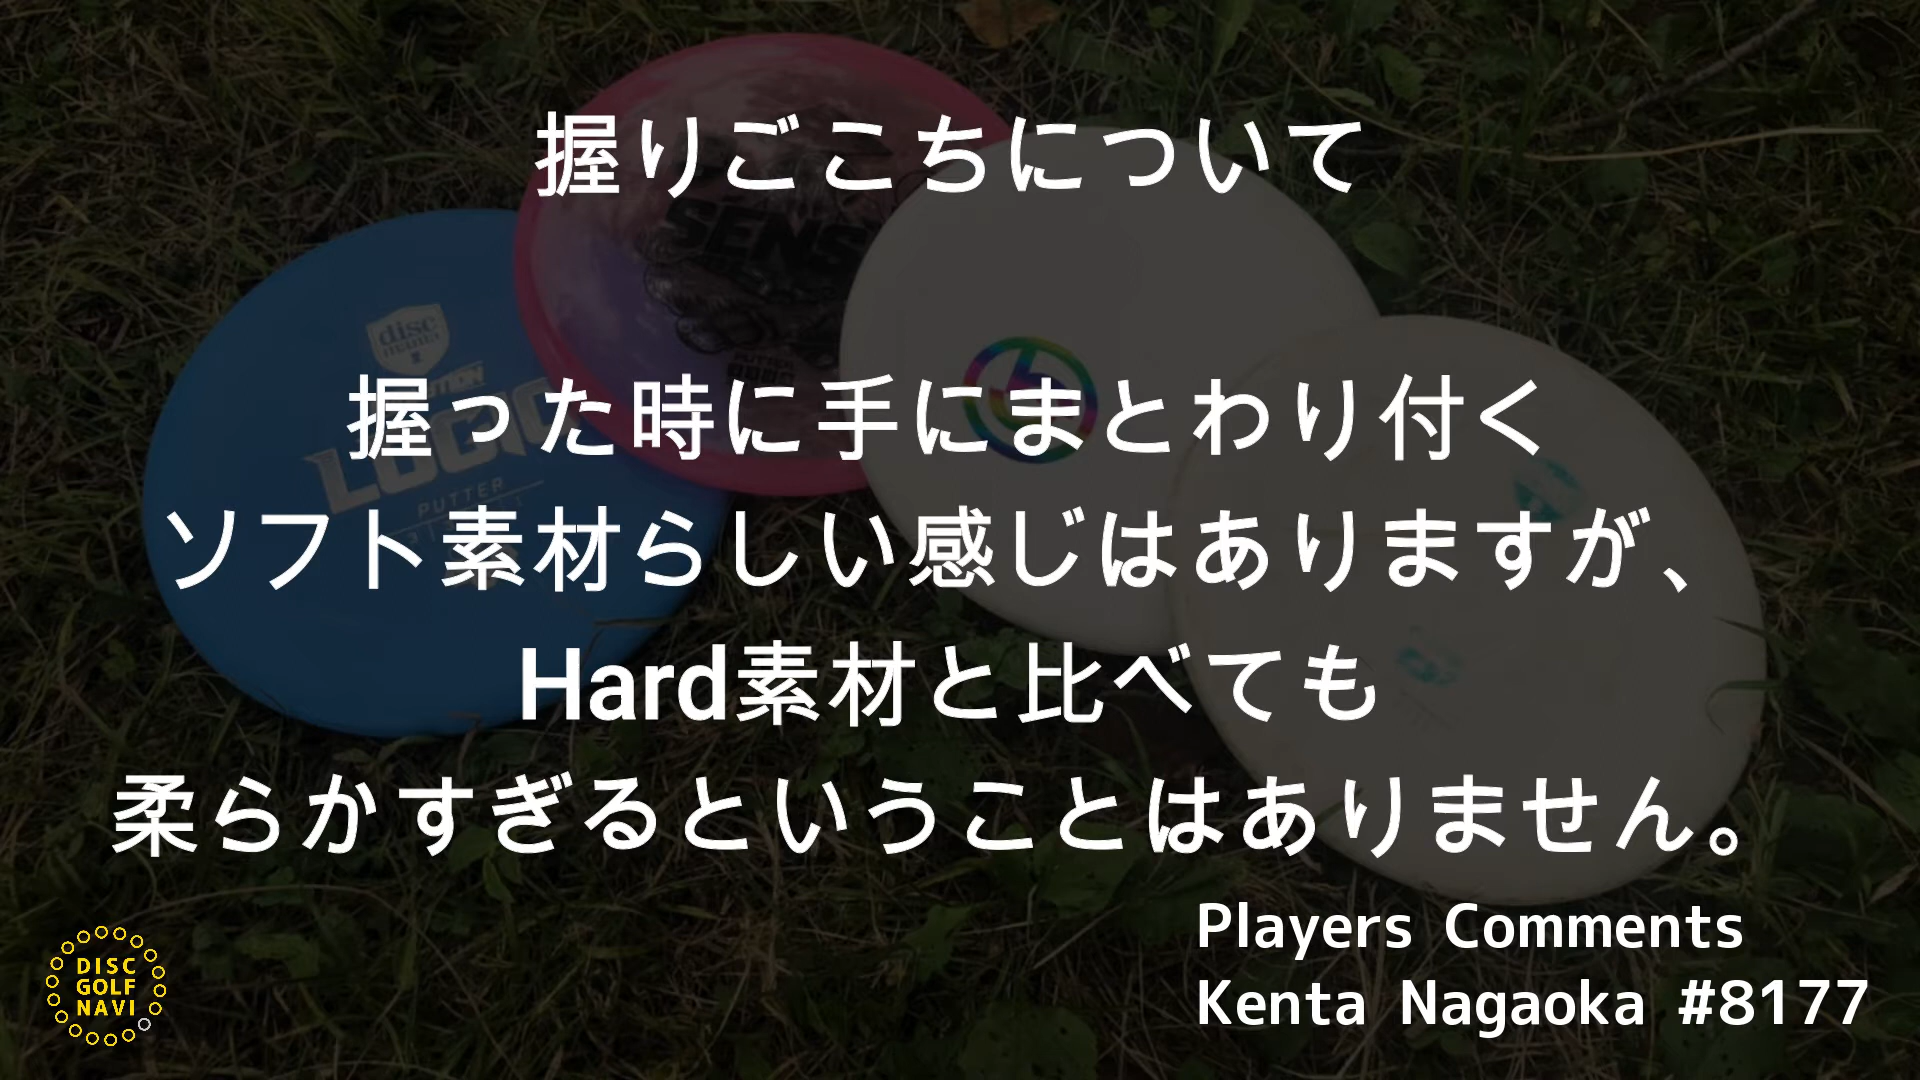 握りごこちについて
握った時に手にまとわり付く
ソフト素材らしい感じはありますが、
Hard素材と比べても
柔らかすぎるということはありません。
Players Comments
Kenta Nagaoka #8177
DISC
GOLF
NAVI
SENS
disc
LOGIC
PUTTER